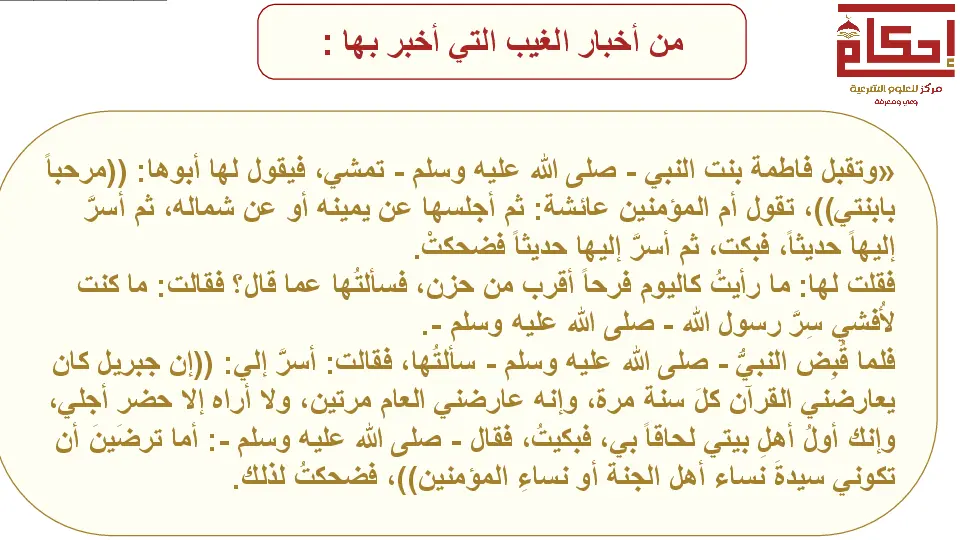 من أخبار الغيب التي أخبر بها :
إحكام
مركز للعلوم الشرعية
وعي ومعرفة
«وتقبل فاطمة بنت النبي - صلى الله عليه وسلم - تمشي، فيقول لها أبوها: ((مرحباً
بابنتي))، تقول أم المؤمنين عائشة: ثم أجلسها عن يمينه أو عن شماله، ثم أسرَّ
إليهاً حديثاً، فبكت، ثم أسرَّ إليها حديثاً فضحكتْ.
فقلت لها: ما رأيتُ كاليوم فرحاً أقرب من حزن، فسألتُها عما قال؟ فقالت: ما كنت
لأُفشي سِرَّ رسول الله - صلى الله عليه وسلم -.
فلما قُبِض النبيُّ - صلى الله عليه وسلم - سألتُها، فقالت: أسرَّ إلي: ((إن جبريل كان
يعارضُني القرآن كلَ سنة مرة، وإنه عارضني العام مرتين، ولا أراه إلا حضر أجلي،
وإنك أولُ أهلِ بيتي لحاقاً بي، فبكيتُ، فقال - صلى الله عليه وسلم -: أما ترضَينَ أن
تكوني سيدةَ نساء أهل الجنة أو نساءِ المؤمنين))، فضحكتُ لذلك.